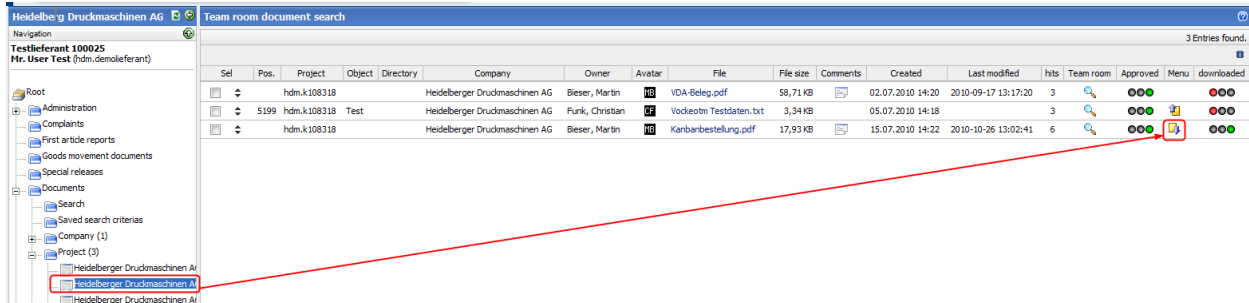 Heidelberg Druckmaschinen AG
Team room document search
Navigation
Testlieferant 100025
Mr. User Test (hdm.demolieferant)
Root
Administration
Complaints
First article reports
Goods movement documents
Special releases
Documents
Search
Saved search criterias
Company (1)
Project (3)
Heidelberger Druckmaschinen A
Heidelberger Druckmaschinen A
Heidelberger Druckmaschinen A
3 Entries found.
Sel Pos. Project Object Directory Company Owner Avatar File File size Comments Created Last modified hits Team room Approved Menu downloaded
hdm.k108318 Heidelberger Druckmaschinen AG Bieser, Martin MB VDA-Beleg.pdf 58,71 KB 02.07.2010 14:20 2010-09-17 13:17:20 3
5199 hdm.k108318 Test Heidelberger Druckmaschinen AG Funk, Christian CF Vockeotm Testdaten.txt 3,34 KB 05.07.2010 14:18 3
hdm.k108318 Heidelberger Druckmaschinen AG Bieser, Martin MB Kanbanbestellung.pdf 17,93 KB 15.07.2010 14:22 2010-10-26 13:02:41 6